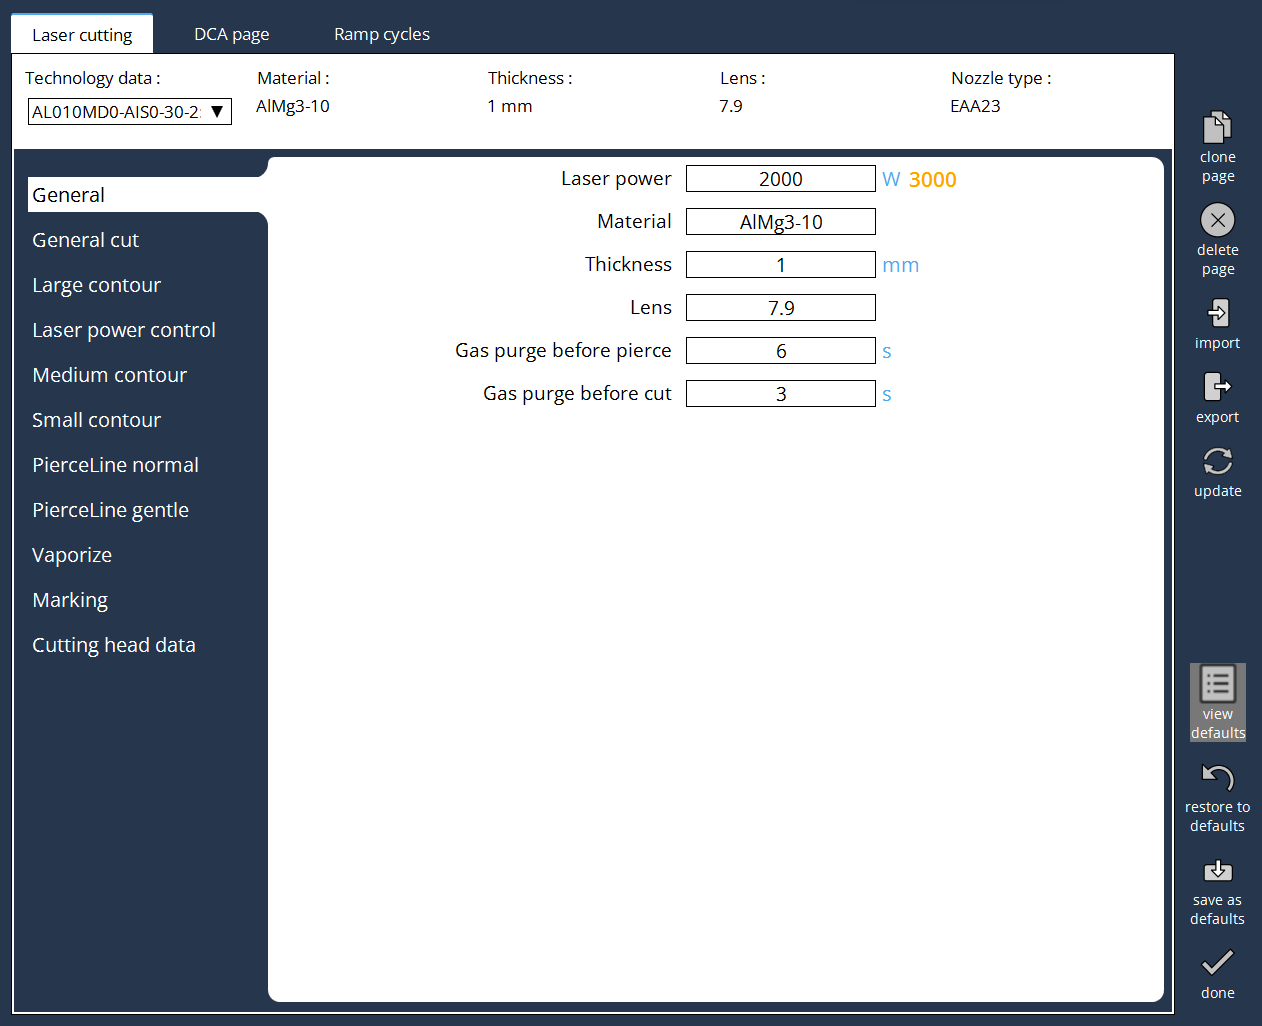 Laser cutting
DCA page
Ramp cycles
Technology data :
Material :
Thickness :
Lens :
Nozzle type :
AL010MD0-AIS0-30-2
AlMg3-10
1 mm
7.9
EAA23
General
General cut
Large contour
Laser power control
Medium contour
Small contour
PierceLine normal
PierceLine gentle
Vaporize
Marking
Cutting head data
Laser power 2000 W 3000
Material AlMg3-10
Thickness 1 mm
Lens 7.9
Gas purge before pierce 6 s
Gas purge before cut 3 s
clone
page
delete
page
import
export
update
view
defaults
restore to
defaults
save as
defaults
done